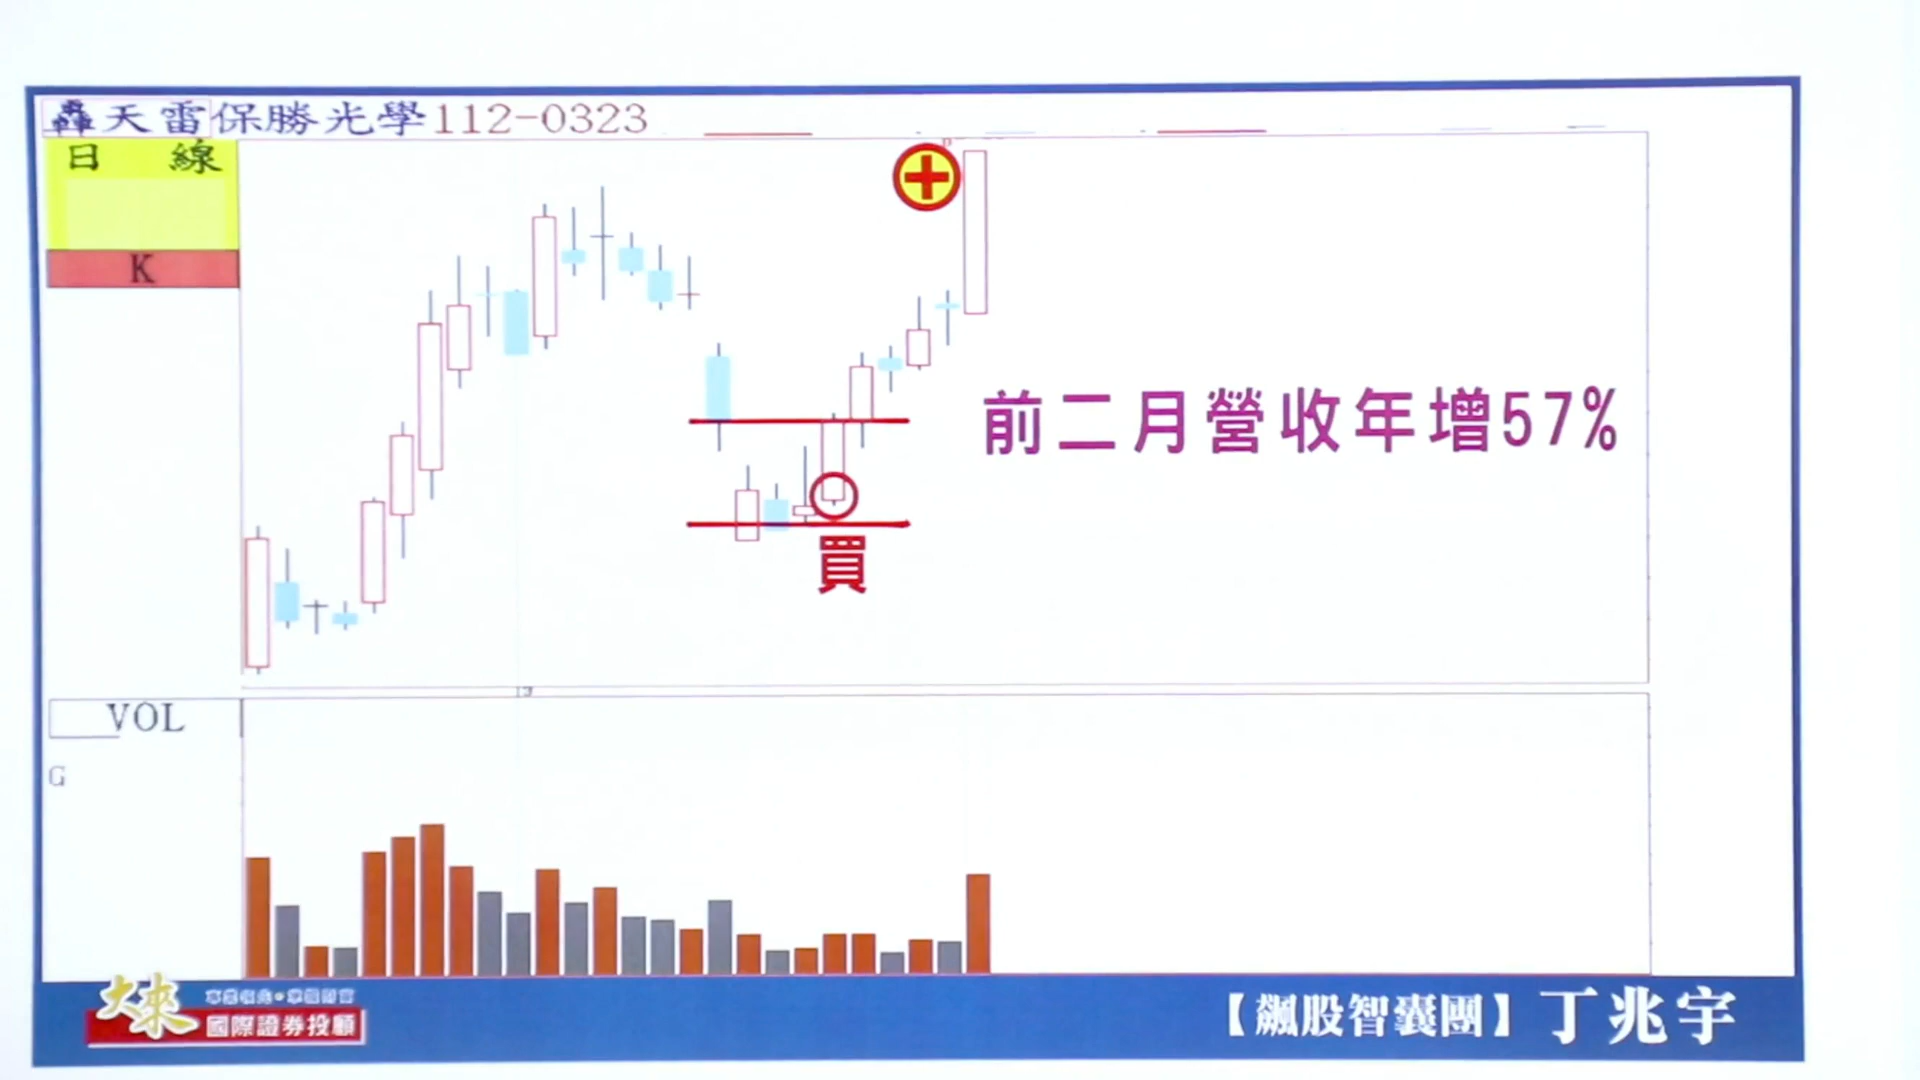 轟天雷保勝光學112-0323
日 線
K
前二月營收年增57%
買
VOL
G
大來
國際證券投顧
【飆股智囊團】丁兆宇